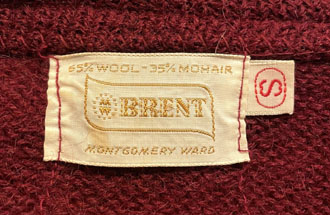 65% WOOL - 35% MOHAIR
W BRENT
S
MONTGOMERY WARD